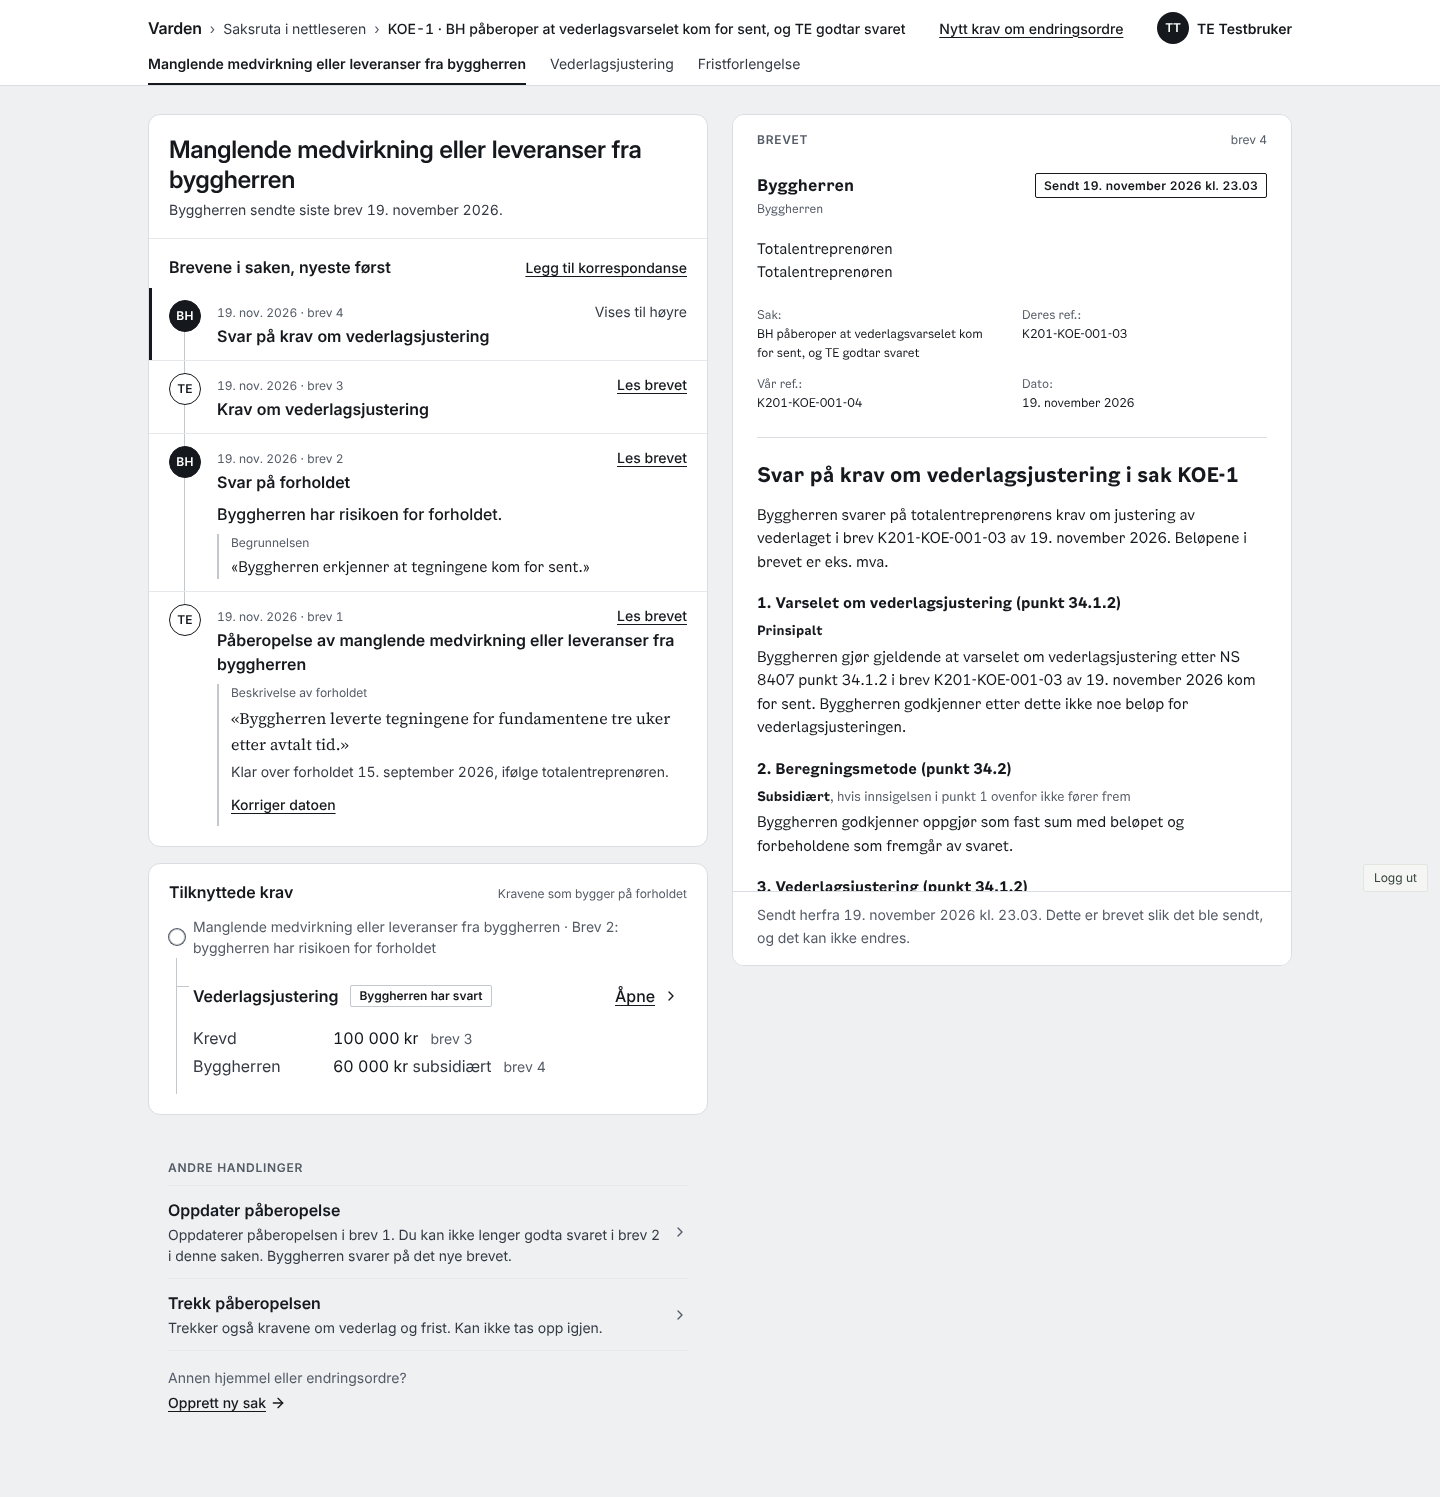 Varden › Saksruta i nettleseren › KOE-1 · BH påberoper at vederlagsvarselet kom for sent, og TE godtar svaret
Nytt krav om endringsordre
TT
TE Testbruker
Manglende medvirkning eller leveranser fra byggherren
Vederlagsjustering
Fristforlengelse
Manglende medvirkning eller leveranser fra
byggherren
Byggherren sendte siste brev 19. november 2026.
Brevene i saken, nyeste først
Legg til korrespondanse
BH
19. nov. 2026 · brev 4
Vises til høyre
Svar på krav om vederlagsjustering
TE
19. nov. 2026 · brev 3
Les brevet
Krav om vederlagsjustering
BH
19. nov. 2026 · brev 2
Les brevet
Svar på forholdet
Byggherren har risikoen for forholdet.
Begrunnelsen
«Byggherren erkjenner at tegningene kom for sent.»
TE
19. nov. 2026 · brev 1
Les brevet
Påberopelse av manglende medvirkning eller leveranser fra
byggherren
Beskrivelse av forholdet
«Byggherren leverte tegningene for fundamentene tre uker
etter avtalt tid.»
Klar over forholdet 15. september 2026, ifølge totalentreprenøren.
Korriger datoen
Tilknyttede krav
Kravene som bygger på forholdet
Manglende medvirkning eller leveranser fra byggherren · Brev 2:
byggherren har risikoen for forholdet
Vederlagsjustering
Byggherren har svart
Åpne
Krevd
100 000 kr brev 3
Byggherren
60 000 kr subsidiært brev 4
ANDRE HANDLINGER
Oppdater påberopelse
Oppdaterer påberopelsen i brev 1. Du kan ikke lenger godta svaret i brev 2
i denne saken. Byggherren svarer på det nye brevet.
Trekk påberopelsen
Trekker også kravene om vederlag og frist. Kan ikke tas opp igjen.
Annen hjemmel eller endringsordre?
Opprett ny sak →
BREVET
brev 4
Byggherren
Sendt 19. november 2026 kl. 23.03
Byggherren
Totalentreprenøren
Totalentreprenøren
Sak:
BH påberoper at vederlagsvarselet kom
for sent, og TE godtar svaret
Deres ref.:
K201-KOE-001-03
Vår ref.:
K201-KOE-001-04
Dato:
19. november 2026
Svar på krav om vederlagsjustering i sak KOE-1
Byggherren svarer på totalentreprenørens krav om justering av
vederlaget i brev K201-KOE-001-03 av 19. november 2026. Beløpene i
brevet er eks. mva.
1. Varselet om vederlagsjustering (punkt 34.1.2)
Prinsipalt
Byggherren gjør gjeldende at varselet om vederlagsjustering etter NS
8407 punkt 34.1.2 i brev K201-KOE-001-03 av 19. november 2026 kom
for sent. Byggherren godkjenner etter dette ikke noe beløp for
vederlagsjusteringen.
2. Beregningsmetode (punkt 34.2)
Subsidiært, hvis innsigelsen i punkt 1 ovenfor ikke fører frem
Byggherren godkjenner oppgjør som fast sum med beløpet og
forbeholdene som fremgår av svaret.
3. Vederlagsjustering (punkt 34.1.2)
Sendt herfra 19. november 2026 kl. 23.03. Dette er brevet slik det ble sendt,
og det kan ikke endres.
Logg ut